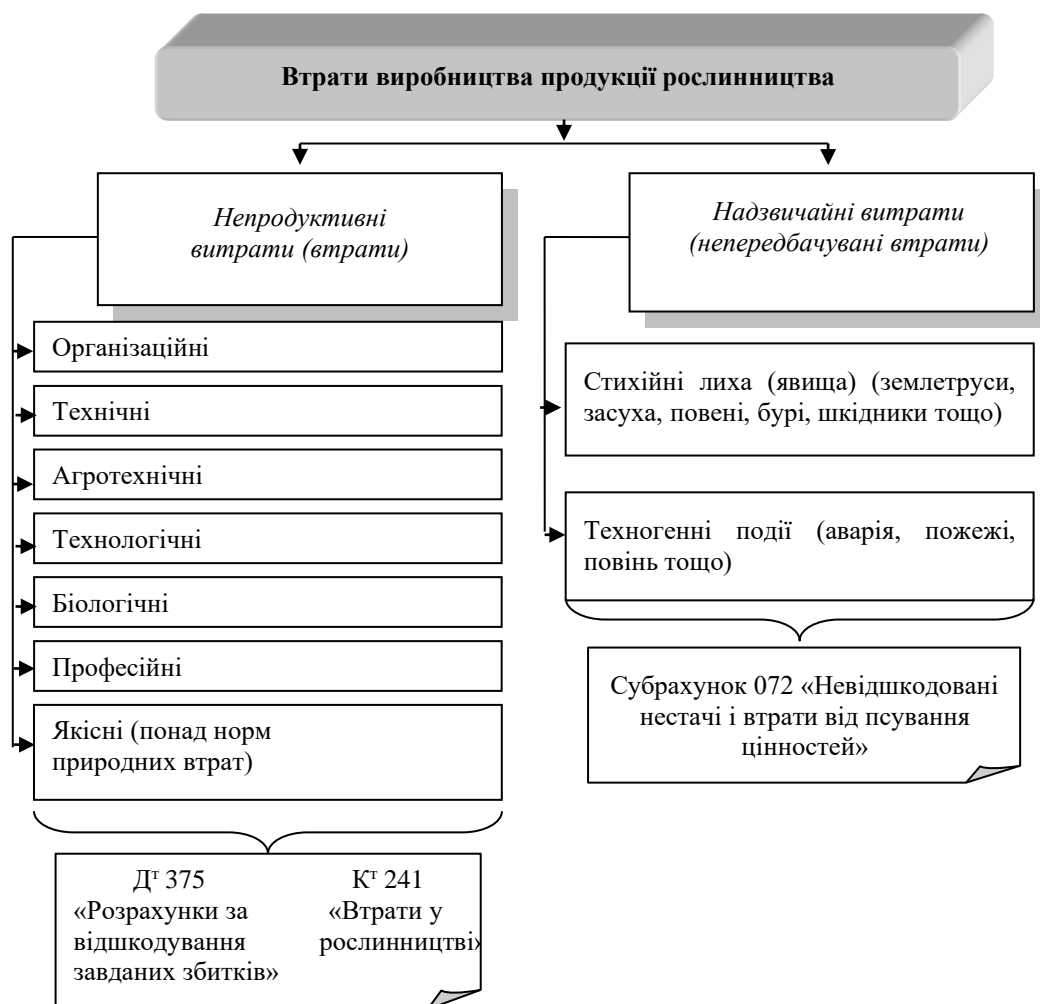 Втрати виробництва продукції рослинництва
Непродуктивні
витрати (втрати)
Надзвичайні витрати
(непередбачувані втрати)
Організаційні
Технічні
Агротехнічні
Технологічні
Біологічні
Професійні
Якісні (понад норм
природних втрат)
Стихійні лиха (явища) (землетруси,
засуха, повені, бурі, шкідники тощо)
Техногенні події (аварія, пожежі,
повінь тощо)
Субрахунок 072 «Невідшкодовані
нестачі і втрати від псування
цінностей»
Дт 375
«Розрахунки за
відшкодування
завданих збитків»
Кт 241
«Втрати у
рослинництві»